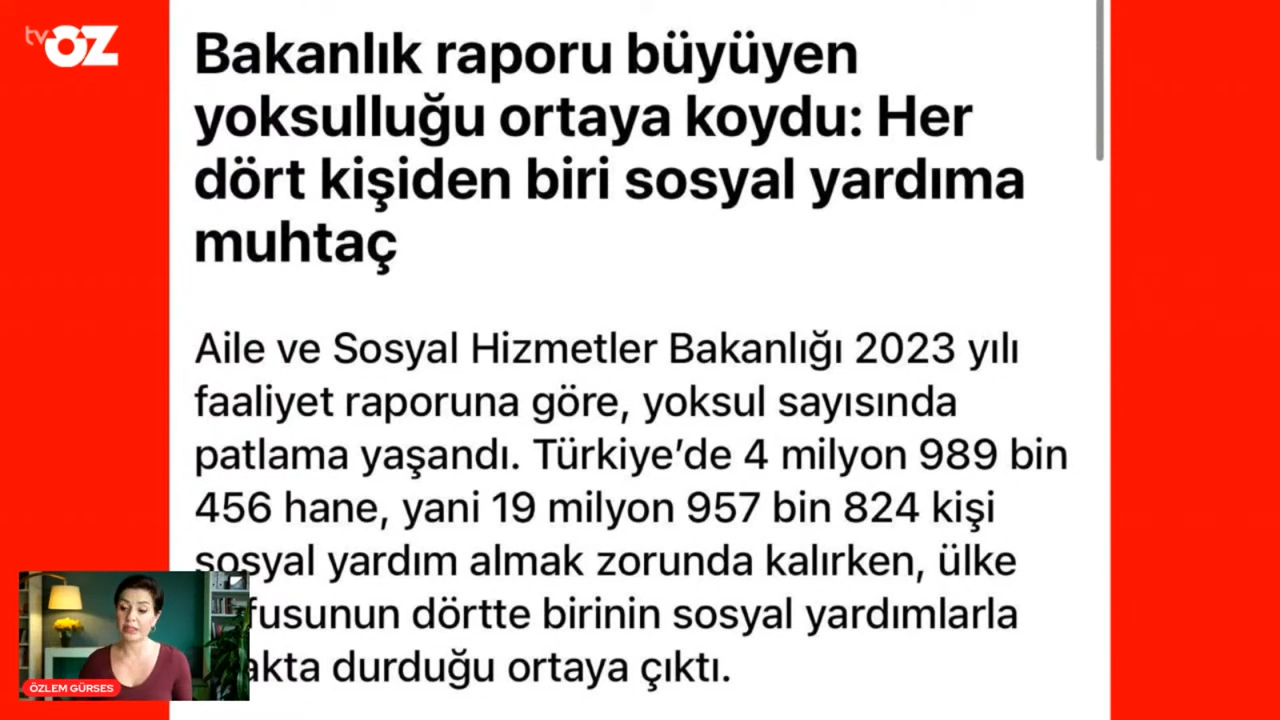 tv ÖZ
Bakanlık raporu büyüyen
yoksulluğu ortaya koydu: Her
dört kişiden biri sosyal yardıma
muhtaç
Aile ve Sosyal Hizmetler Bakanlığı 2023 yılı
faaliyet raporuna göre, yoksul sayısında
patlama yaşandı. Türkiye’de 4 milyon 989 bin
456 hane, yani 19 milyon 957 bin 824 kişi
sosyal yardım almak zorunda kalırken, ülke
fusunun dörtte birinin sosyal yardımlarla
akta durduğu ortaya çıktı.
ÖZLEM GÜRSES